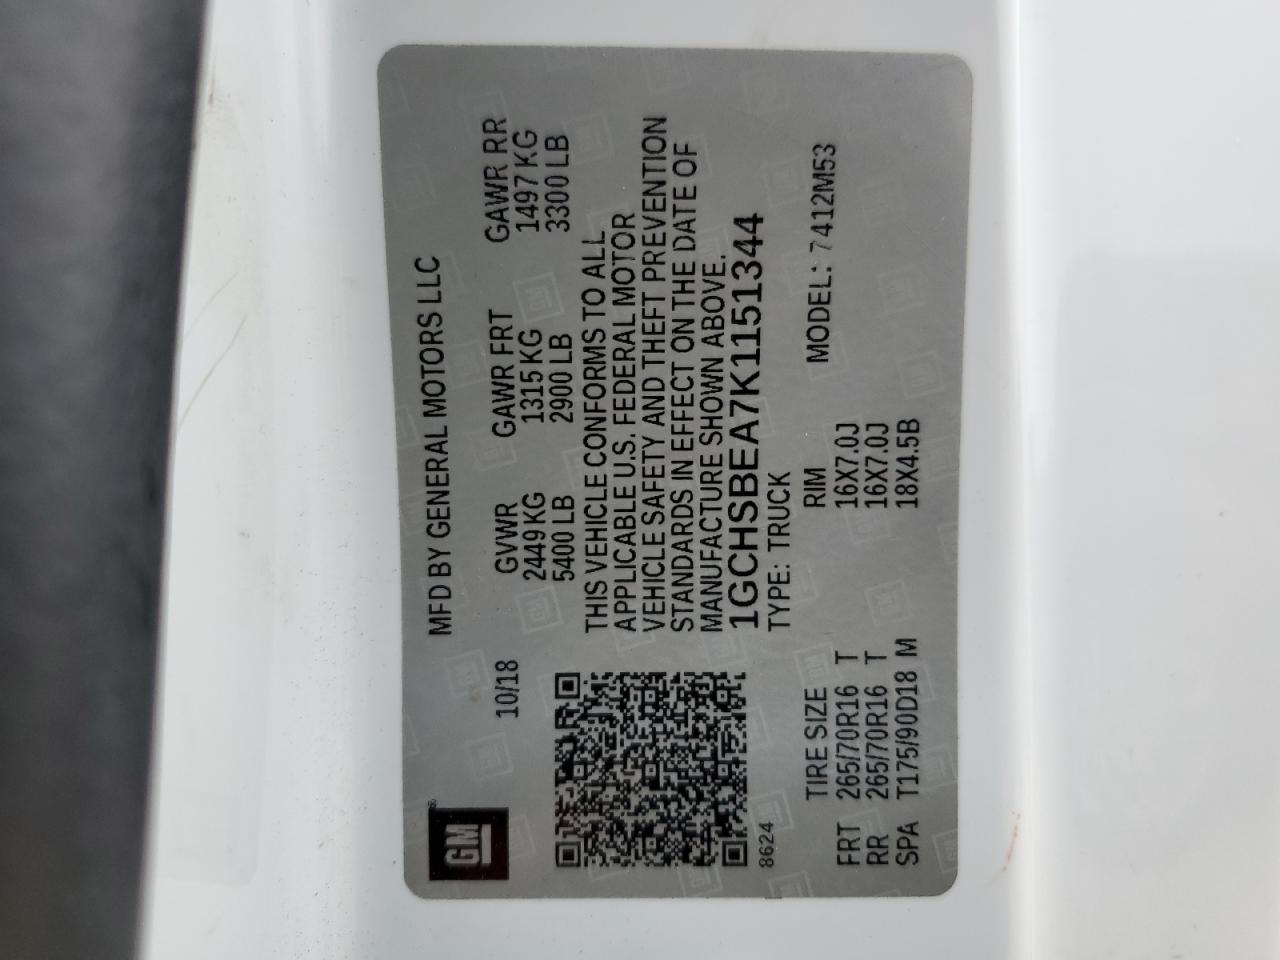 GM
MFD BY GENERAL MOTORS LLC
10/18 GVWR GAWR FRT GAWR RR
2449 KG 1315 KG 1497 KG
5400 LB 2900 LB 3300 LB
THIS VEHICLE CONFORMS TO ALL
APPLICABLE U.S. FEDERAL MOTOR
VEHICLE SAFETY AND THEFT PREVENTION
STANDARDS IN EFFECT ON THE DATE OF
MANUFACTURE SHOWN ABOVE.
1GCHSBEA7K1151344
8624 TYPE: TRUCK
TIRE SIZE RIM MODEL: 7412M53
FRT 265/70R16 T 16X7.0J
RR 265/70R16 T 16X7.0J
SPA T175/90D18 M 18X4.5B